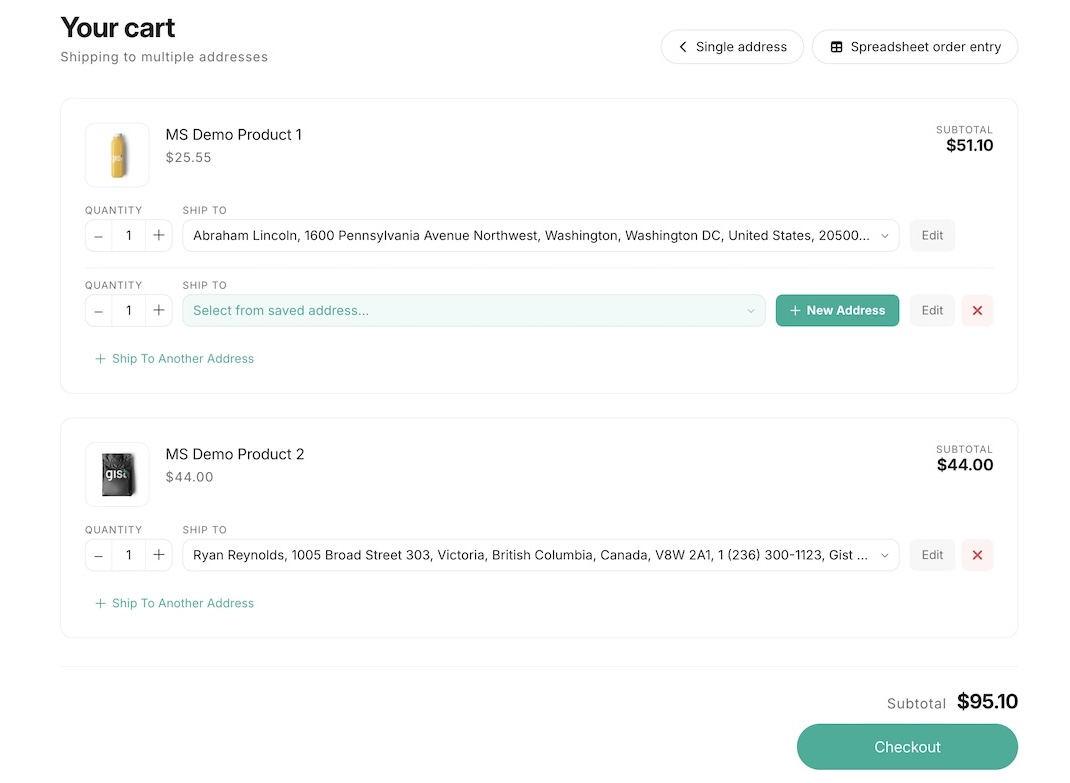 Your cart
Shipping to multiple addresses
Single address
Spreadsheet order entry
MS Demo Product 1
$25.55
SUBTOTAL
$51.10
QUANTITY
SHIP TO
– 1 +
Abraham Lincoln, 1600 Pennsylvania Avenue Northwest, Washington, Washington DC, United States, 20500...
Edit
QUANTITY
SHIP TO
– 1 +
Select from saved address...
+ New Address
Edit
+ Ship To Another Address
gist
MS Demo Product 2
$44.00
SUBTOTAL
$44.00
QUANTITY
SHIP TO
– 1 +
Ryan Reynolds, 1005 Broad Street 303, Victoria, British Columbia, Canada, V8W 2A1, 1 (236) 300-1123, Gist ...
Edit
+ Ship To Another Address
Subtotal $95.10
Checkout